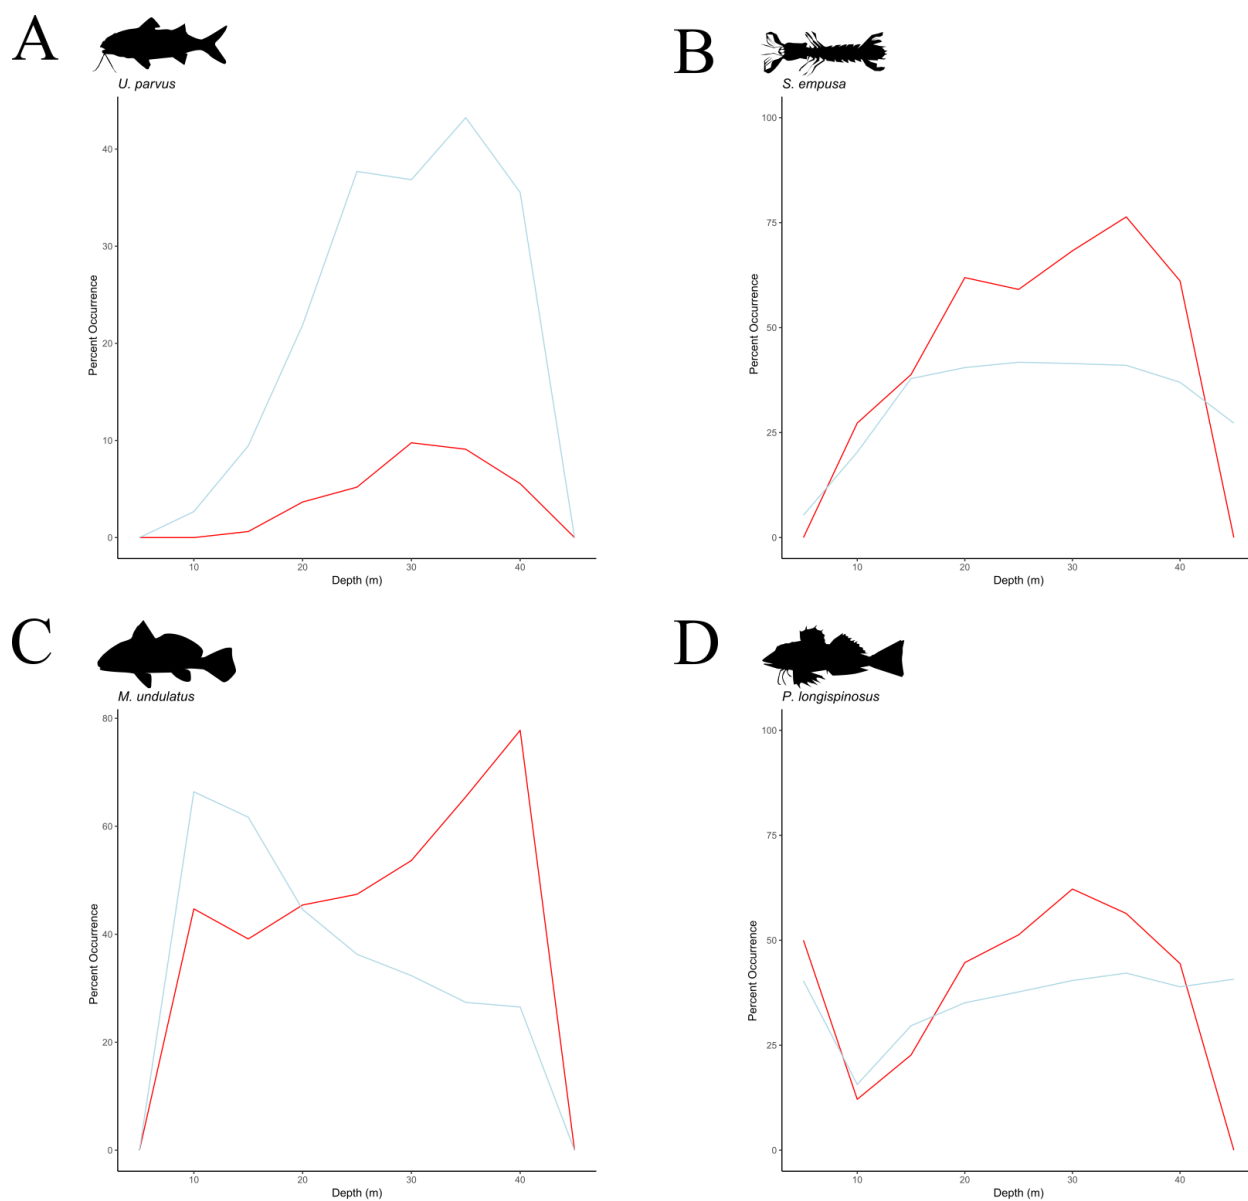 A
U. parvus
40
30
20
10
0
Percent Occurrence
10 20 30 40
Depth (m)
B
S. empusa
100
75
50
25
0
Percent Occurrence
10 20 30 40
Depth (m)
C
M. undulatus
80
60
40
20
0
Percent Occurrence
10 20 30 40
Depth (m)
D
P. longispinosus
100
75
50
25
0
Percent Occurrence
10 20 30 40
Depth (m)